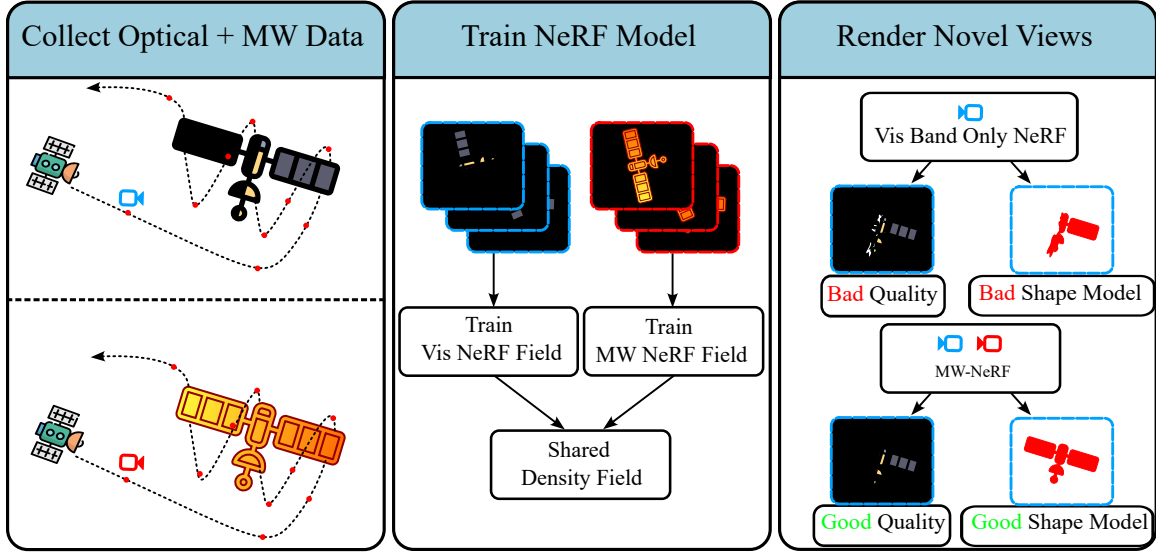 Collect Optical + MW Data
Train NeRF Model
Train
Vis NeRF Field
Train
MW NeRF Field
Shared
Density Field
Render Novel Views
Vis Band Only NeRF
Bad Quality
Bad Shape Model
MW-NeRF
Good Quality
Good Shape Model